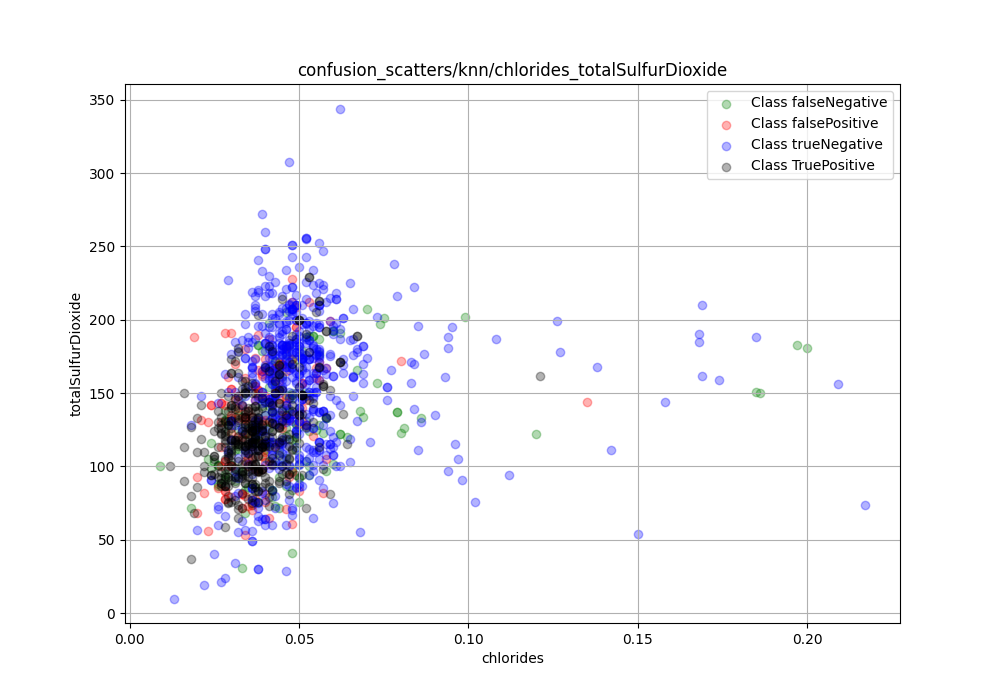 confusion_scatters/knn/chlorides_totalSulfurDioxide
350
300
250
200
150
100
50
0
totalSulfurDioxide
Class falseNegative
Class falsePositive
Class trueNegative
Class TruePositive
0.00
0.05
0.10
0.15
0.20
chlorides